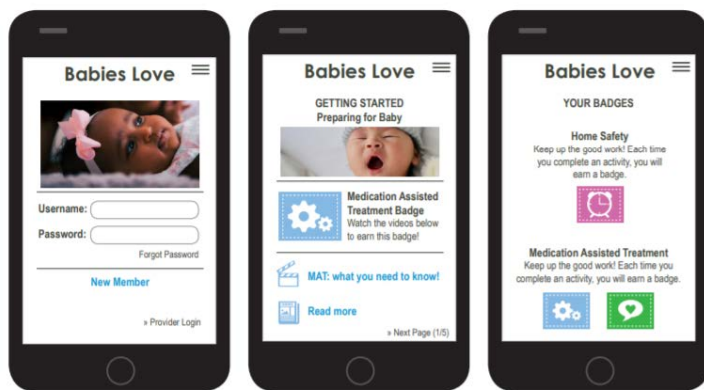 Babies Love
Username:
Password:
Forgot Password
New Member
» Provider Login
Babies Love
GETTING STARTED
Preparing for Baby
Medication Assisted
Treatment Badge
Watch the videos below
to earn this badge!
MAT: what you need to know!
Read more
» Next Page (1/5)
Babies Love
YOUR BADGES
Home Safety
Keep up the good work! Each time
you complete an activity, you will
earn a badge.
Medication Assisted Treatment
Keep up the good work! Each time you
complete an activity, you will earn a badge.